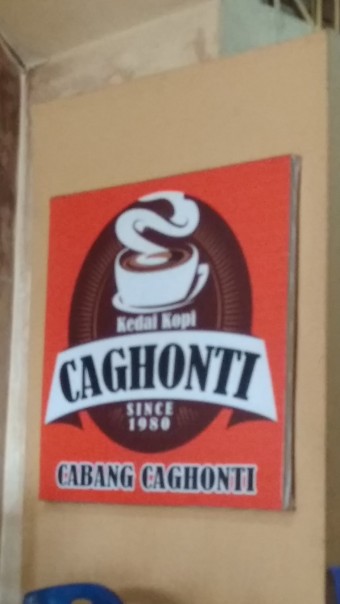 Kedai Kopi
CAGHONTI
SINCE
1980
CABANG CAGHONTI